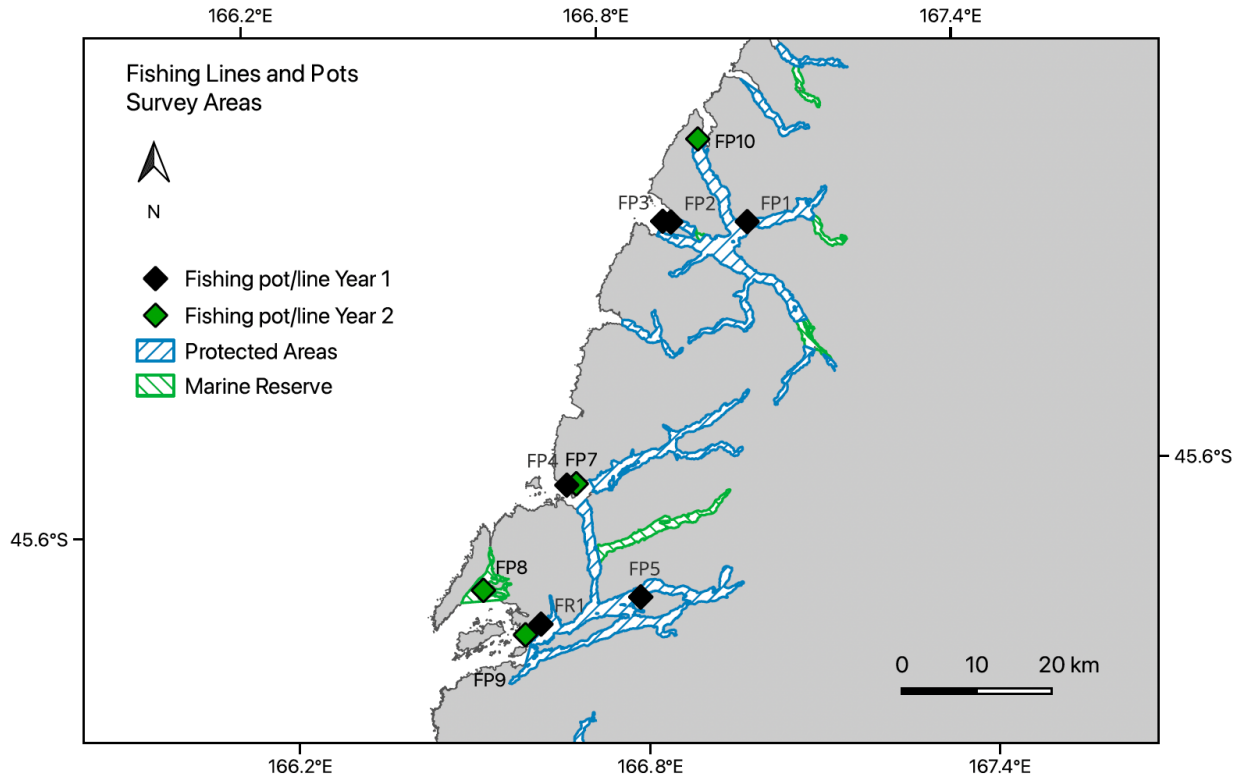 166.2°E 166.8°E 167.4°E
Fishing Lines and Pots
Survey Areas
N
FP10
FP3 FP2 FP1
Fishing pot/line Year 1
Fishing pot/line Year 2
Protected Areas
Marine Reserve
FP4 FP7
45.6°S
45.6°S
FP8 FP5
FR1
0 10 20 km
FP9
166.2°E 166.8°E 167.4°E